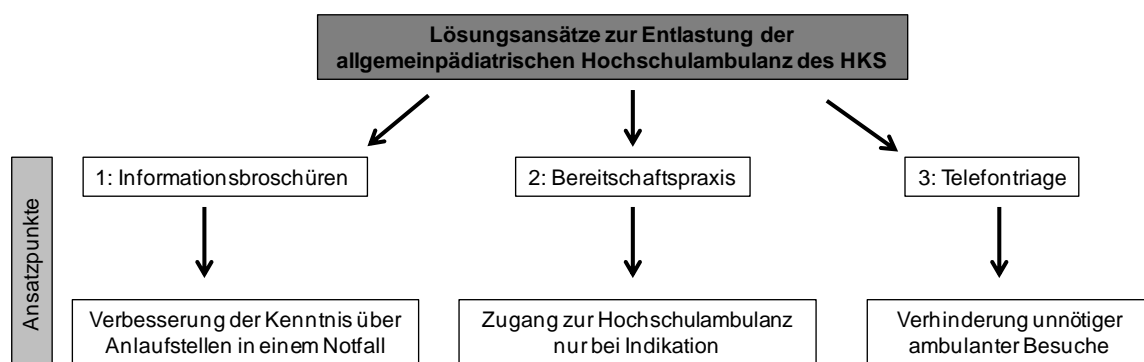 Lösungsansätze zur Entlastung der
allgemeinpädiatrischen Hochschulambulanz des HKS
Ansatzpunkte
1: Informationsbroschüren
2: Bereitschaftspraxis
3: Telefontriage
Verbesserung der Kenntnis über
Anlaufstellen in einem Notfall
Zugang zur Hochschulambulanz
nur bei Indikation
Verhinderung unnötiger
ambulanter Besuche